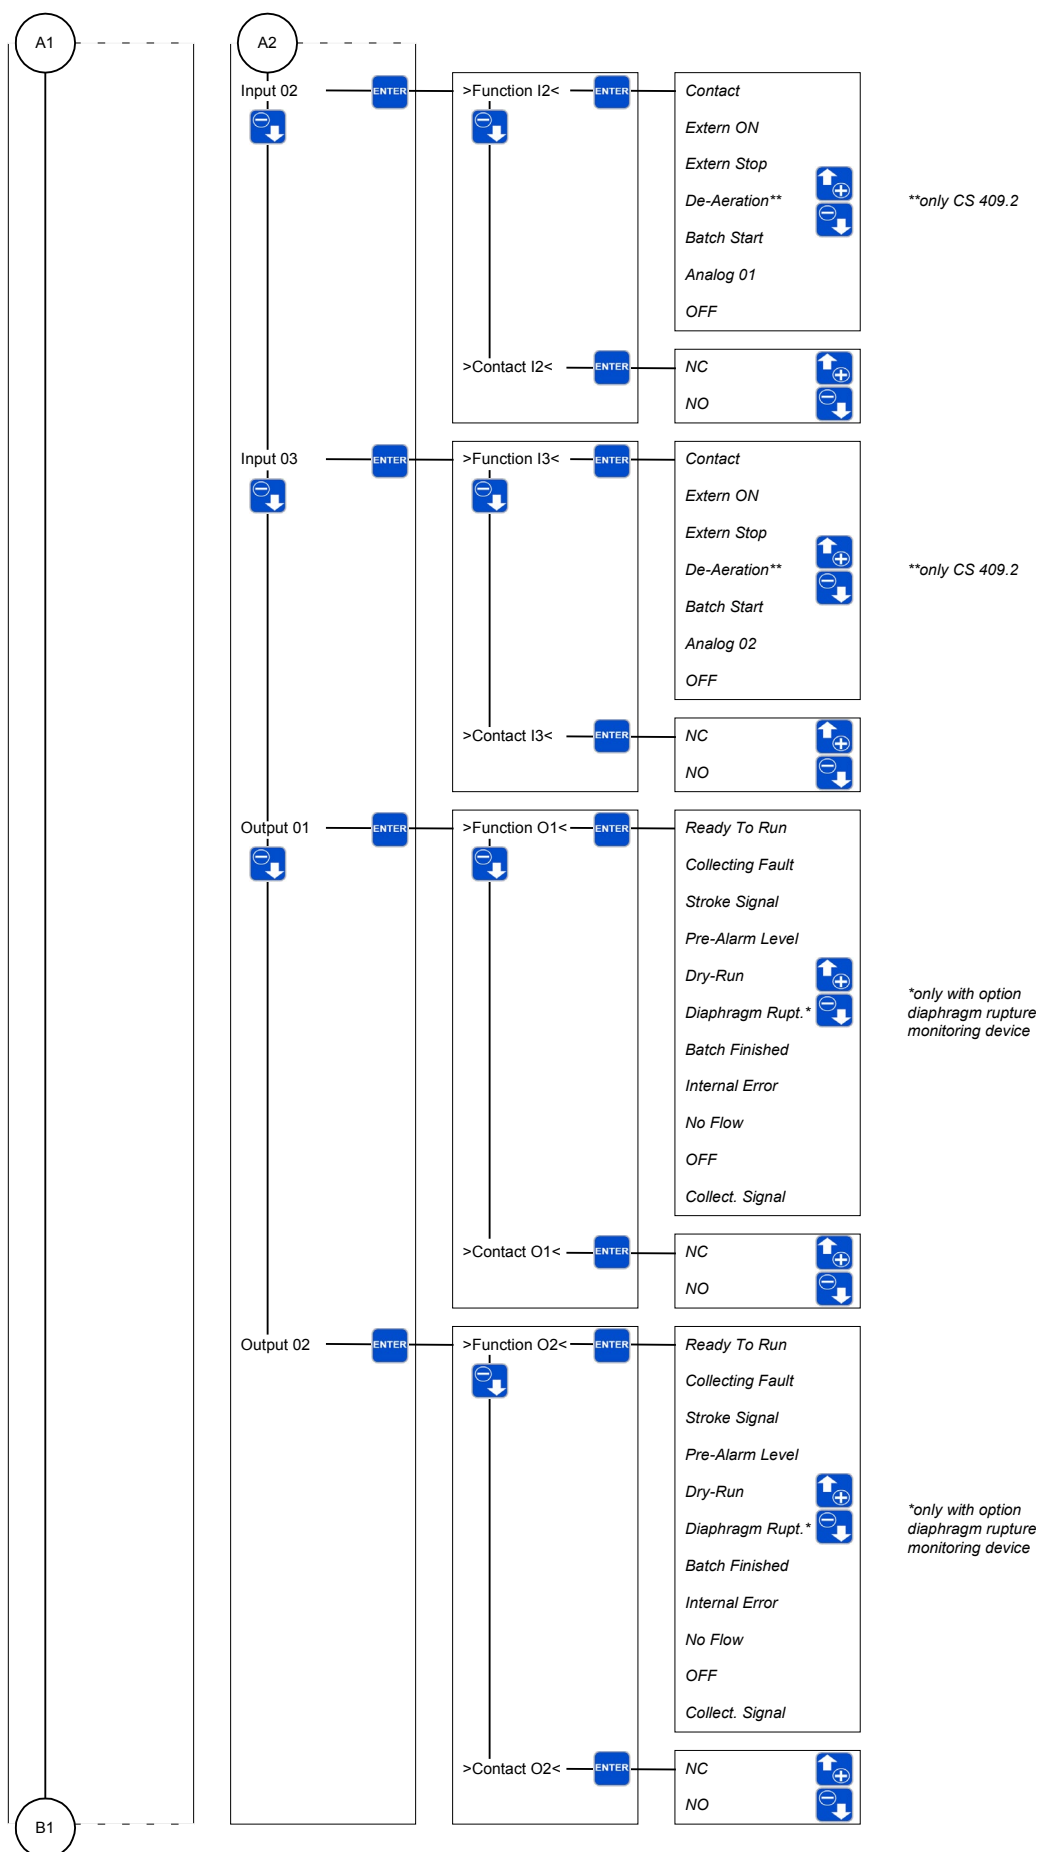 A1
A2
Input 02 ENTER >Function I2< ENTER Contact
Extern ON
Extern Stop
De-Aeration** **only CS 409.2
Batch Start
Analog 01
OFF
>Contact I2< ENTER NC
NO
Input 03 ENTER >Function I3< ENTER Contact
Extern ON
Extern Stop
De-Aeration** **only CS 409.2
Batch Start
Analog 02
OFF
>Contact I3< ENTER NC
NO
Output 01 ENTER >Function O1< ENTER Ready To Run
Collecting Fault
Stroke Signal
Pre-Alarm Level
Dry-Run
Diaphragm Rupt.*
*only with option
diaphragm rupture
monitoring device
Batch Finished
Internal Error
No Flow
OFF
Collect. Signal
>Contact O1< ENTER NC
NO
Output 02 ENTER >Function O2< ENTER Ready To Run
Collecting Fault
Stroke Signal
Pre-Alarm Level
Dry-Run
Diaphragm Rupt.*
*only with option
diaphragm rupture
monitoring device
Batch Finished
Internal Error
No Flow
OFF
Collect. Signal
>Contact O2< ENTER NC
NO
B1